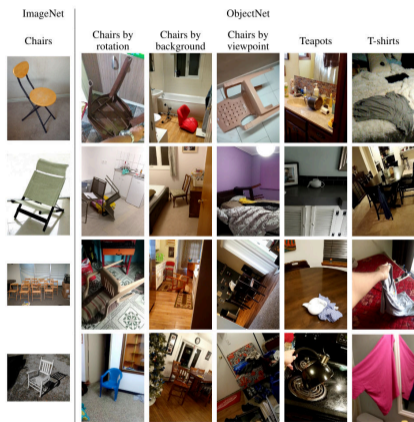 ImageNet
ObjectNet
Chairs
Chairs by
rotation
Chairs by
background
Chairs by
viewpoint
Teapots
T-shirts